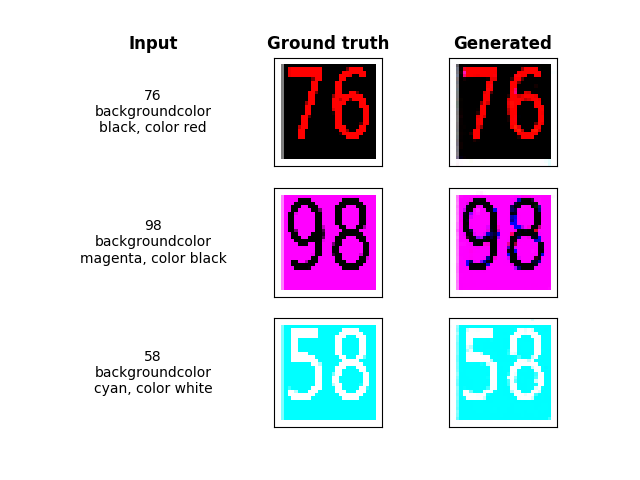 Input Ground truth Generated
76
backgroundcolor
black, color red
76 76
98
backgroundcolor
magenta, color black
98 98
58
backgroundcolor
cyan, color white
58 58